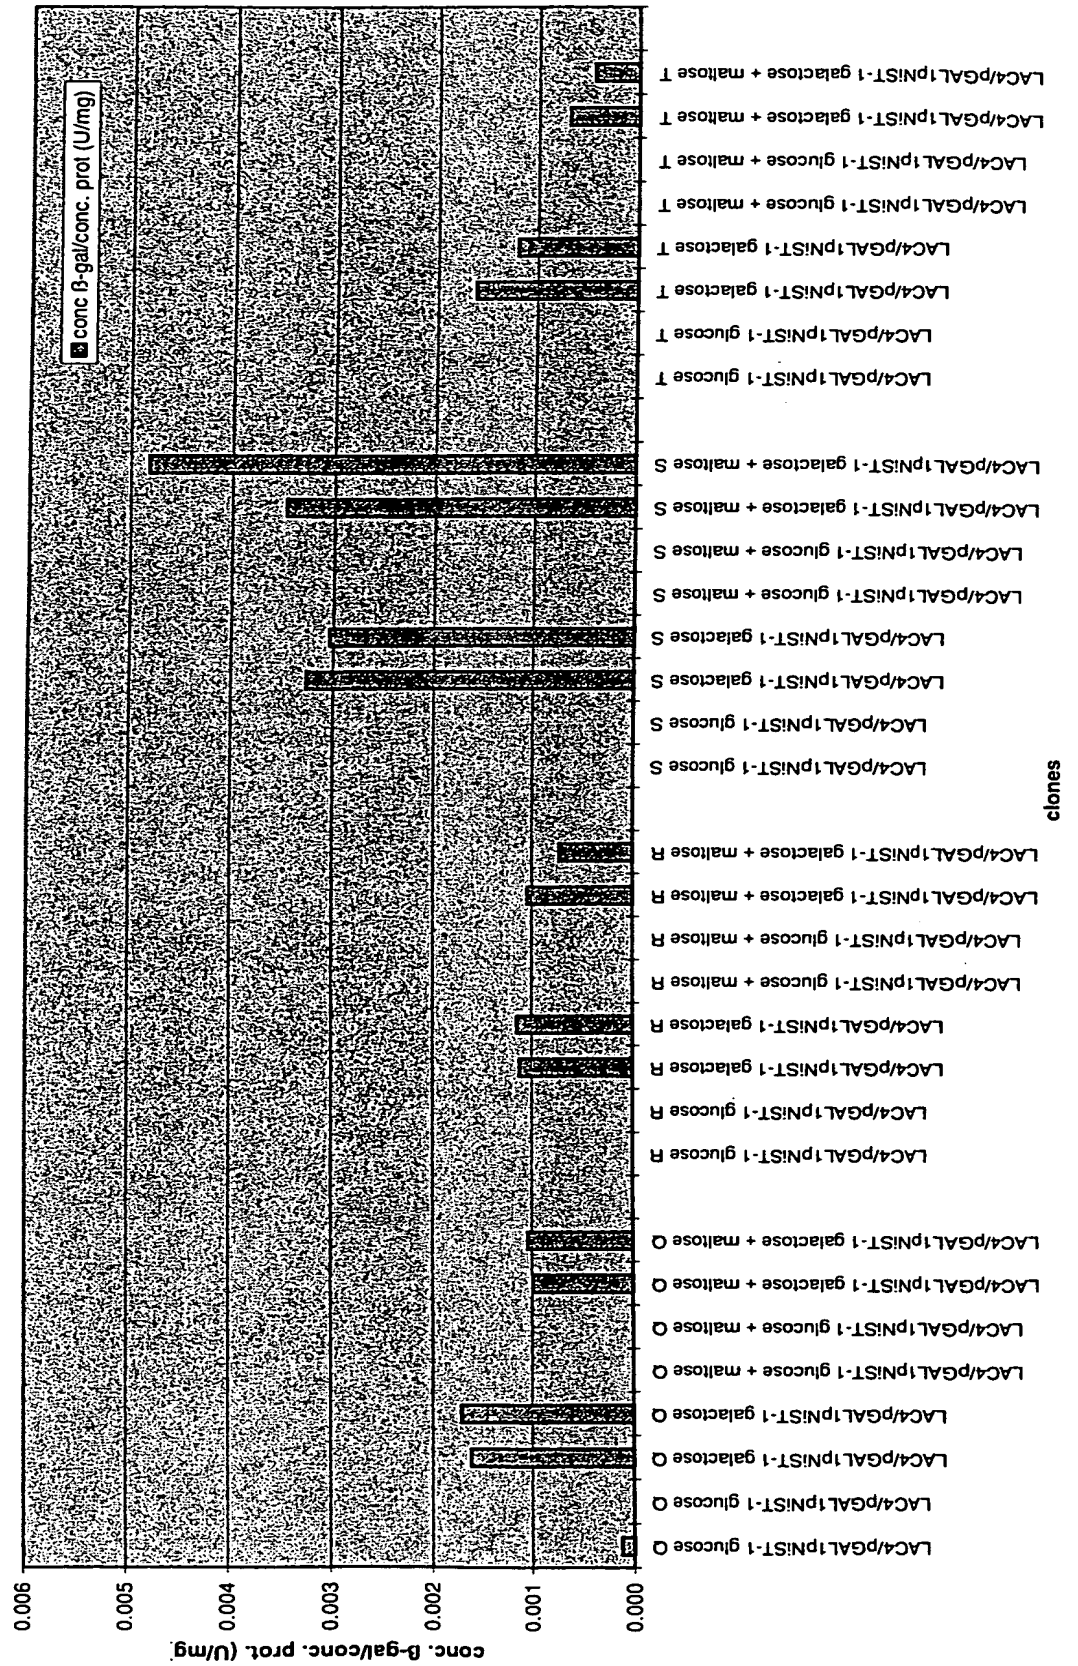 conc β-gal/conc. prot (U/mg)
conc. β-gal/conc. prot. (U/mg)
0.006
0.005
0.004
0.003
0.002
0.001
0.000
LAC4/pGAL1pNiST-1 glucose Q
LAC4/pGAL1pNiST-1 glucose Q
LAC4/pGAL1pNiST-1 galactose Q
LAC4/pGAL1pNiST-1 galactose Q
LAC4/pGAL1pNiST-1 glucose + maltose Q
LAC4/pGAL1pNiST-1 glucose + maltose Q
LAC4/pGAL1pNiST-1 galactose + maltose Q
LAC4/pGAL1pNiST-1 galactose + maltose Q
LAC4/pGAL1pNiST-1 glucose R
LAC4/pGAL1pNiST-1 glucose R
LAC4/pGAL1pNiST-1 galactose R
LAC4/pGAL1pNiST-1 galactose R
LAC4/pGAL1pNiST-1 glucose + maltose R
LAC4/pGAL1pNiST-1 glucose + maltose R
LAC4/pGAL1pNiST-1 galactose + maltose R
LAC4/pGAL1pNiST-1 galactose + maltose R
LAC4/pGAL1pNiST-1 glucose S
LAC4/pGAL1pNiST-1 glucose S
LAC4/pGAL1pNiST-1 galactose S
LAC4/pGAL1pNiST-1 galactose S
LAC4/pGAL1pNiST-1 glucose + maltose S
LAC4/pGAL1pNiST-1 glucose + maltose S
LAC4/pGAL1pNiST-1 galactose + maltose S
LAC4/pGAL1pNiST-1 galactose + maltose S
LAC4/pGAL1pNiST-1 glucose T
LAC4/pGAL1pNiST-1 glucose T
LAC4/pGAL1pNiST-1 galactose T
LAC4/pGAL1pNiST-1 galactose T
LAC4/pGAL1pNiST-1 glucose + maltose T
LAC4/pGAL1pNiST-1 glucose + maltose T
LAC4/pGAL1pNiST-1 galactose + maltose T
LAC4/pGAL1pNiST-1 galactose + maltose T
clones